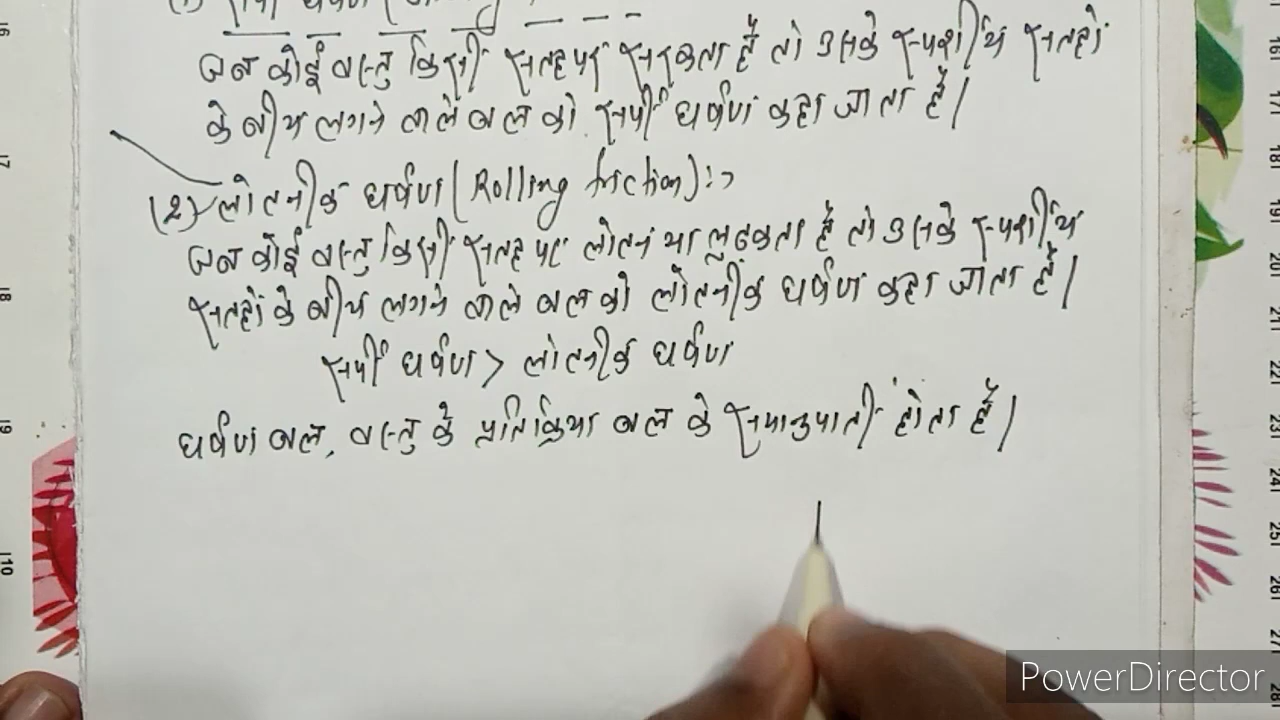 जब कोई वस्तु किसी सतह पर सरकता है तो उसके स्पर्शीय सतहों
के बीच लगने वाले बल को सर्पी घर्षण कहा जाता है।
(2) लोटनीक घर्षण (Rolling friction):→
जब कोई वस्तु किसी सतह पर लोटन या लुढकता है तो उसके स्पर्शीय
सतहों के बीच लगने वाले बल को लोटनीक घर्षण कहा जाता है।
सर्पी घर्षण > लोटनीक घर्षण
घर्षण बल, वस्तु के प्रतिक्रिया बल के समानुपाती होता है।
PowerDirector